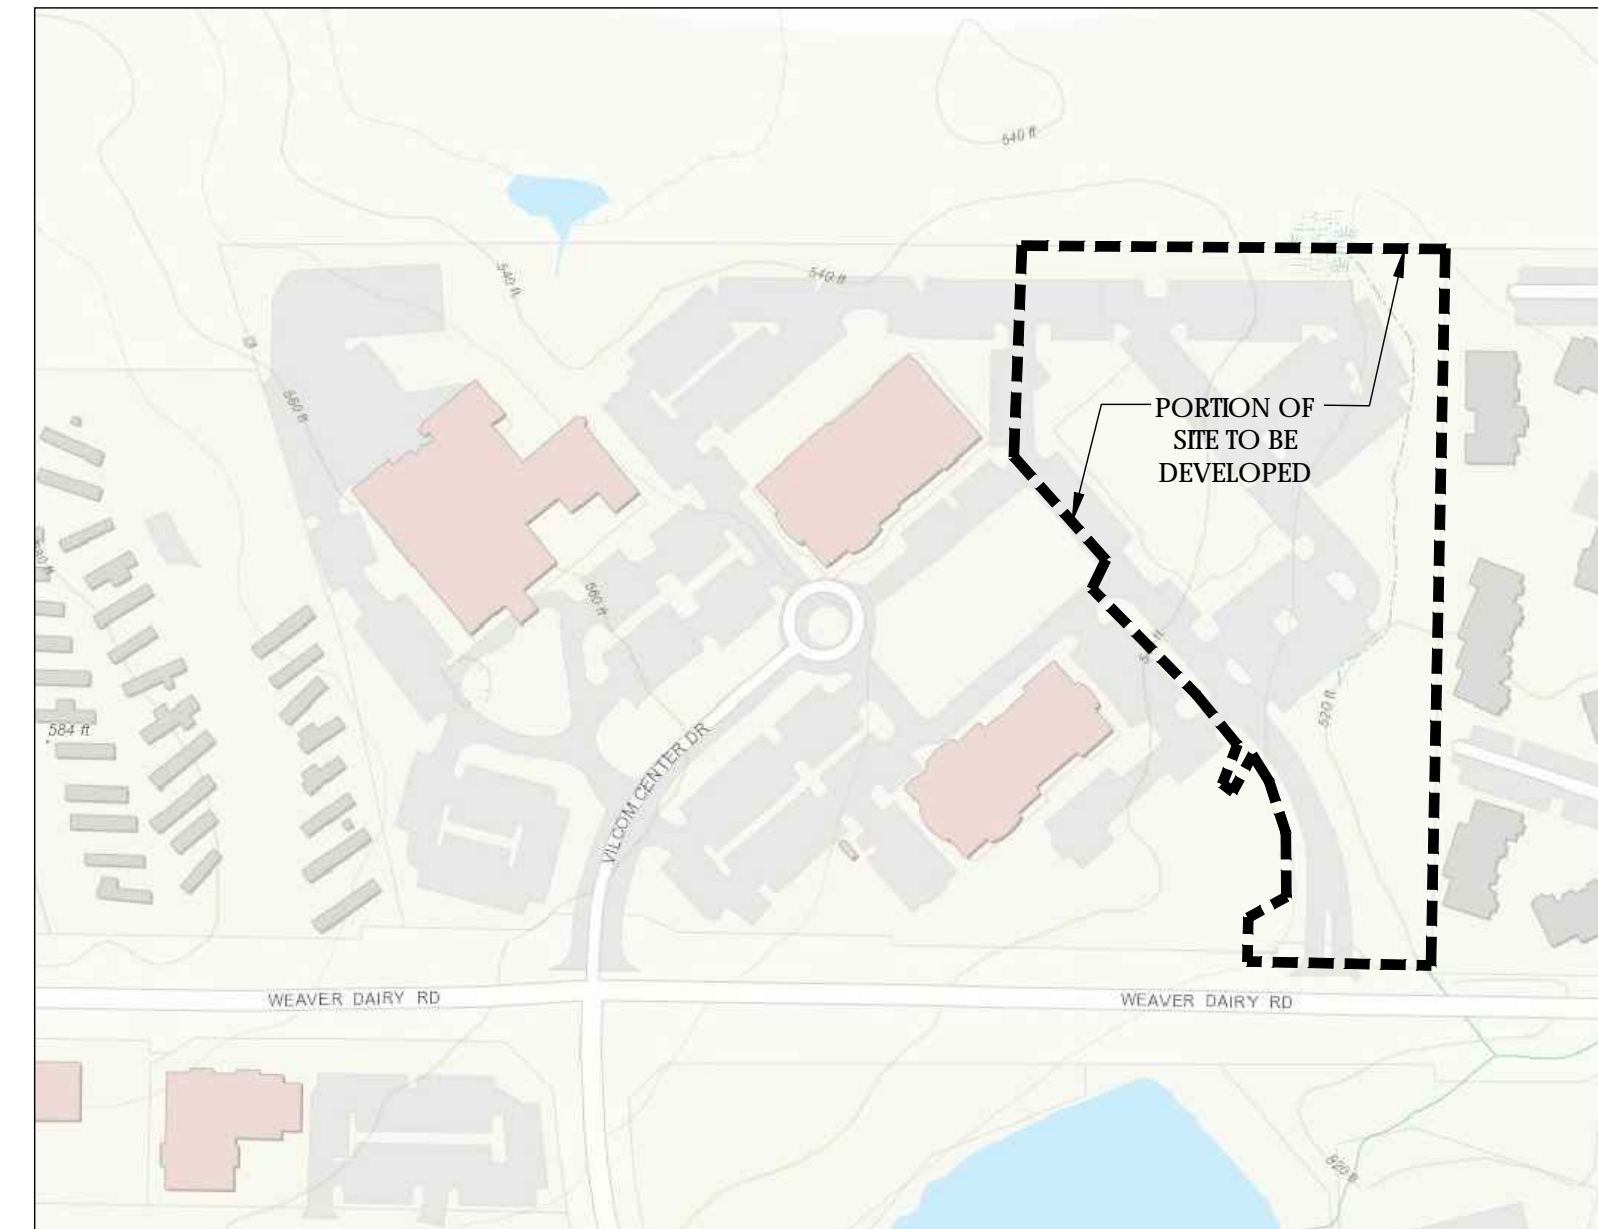 540 ft
540 ft
540 ft
560 ft
PORTION OF
SITE TO BE
DEVELOPED
560 ft
520 ft
584 ft
VILCOM CENTER DR
WEAVER DAIRY RD
WEAVER DAIRY RD